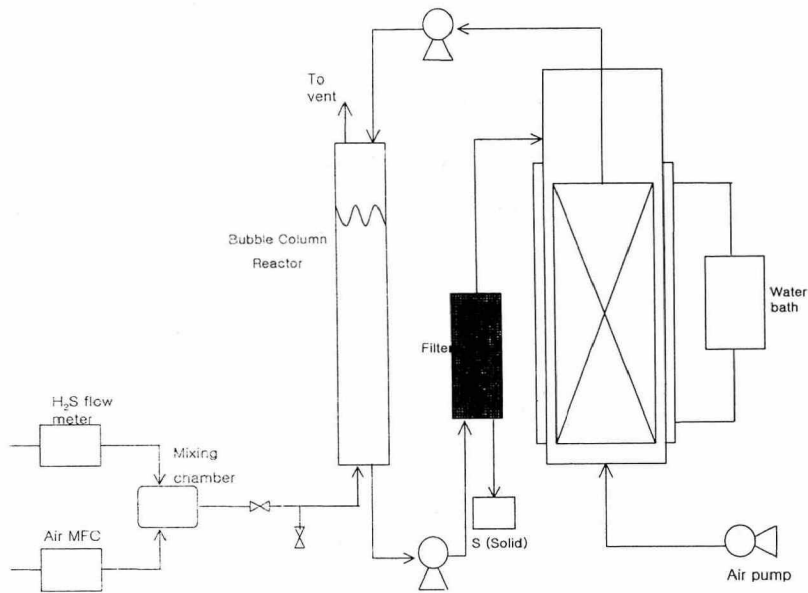 To
vent
Bubble Column
Reactor
Filter
Water
bath
H₂S flow
meter
Mixing
chamber
Air MFC
S (Solid)
Air pump